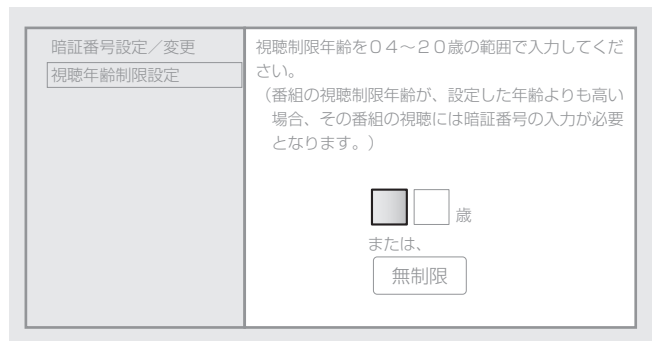 暗証番号設定／変更
視聴年齢制限設定
視聴制限年齢を０４～２０歳の範囲で入力してくだ
さい。
（番組の視聴制限年齢が、設定した年齢よりも高い
場合、その番組の視聴には暗証番号の入力が必要
となります。）
歳
または、
無制限